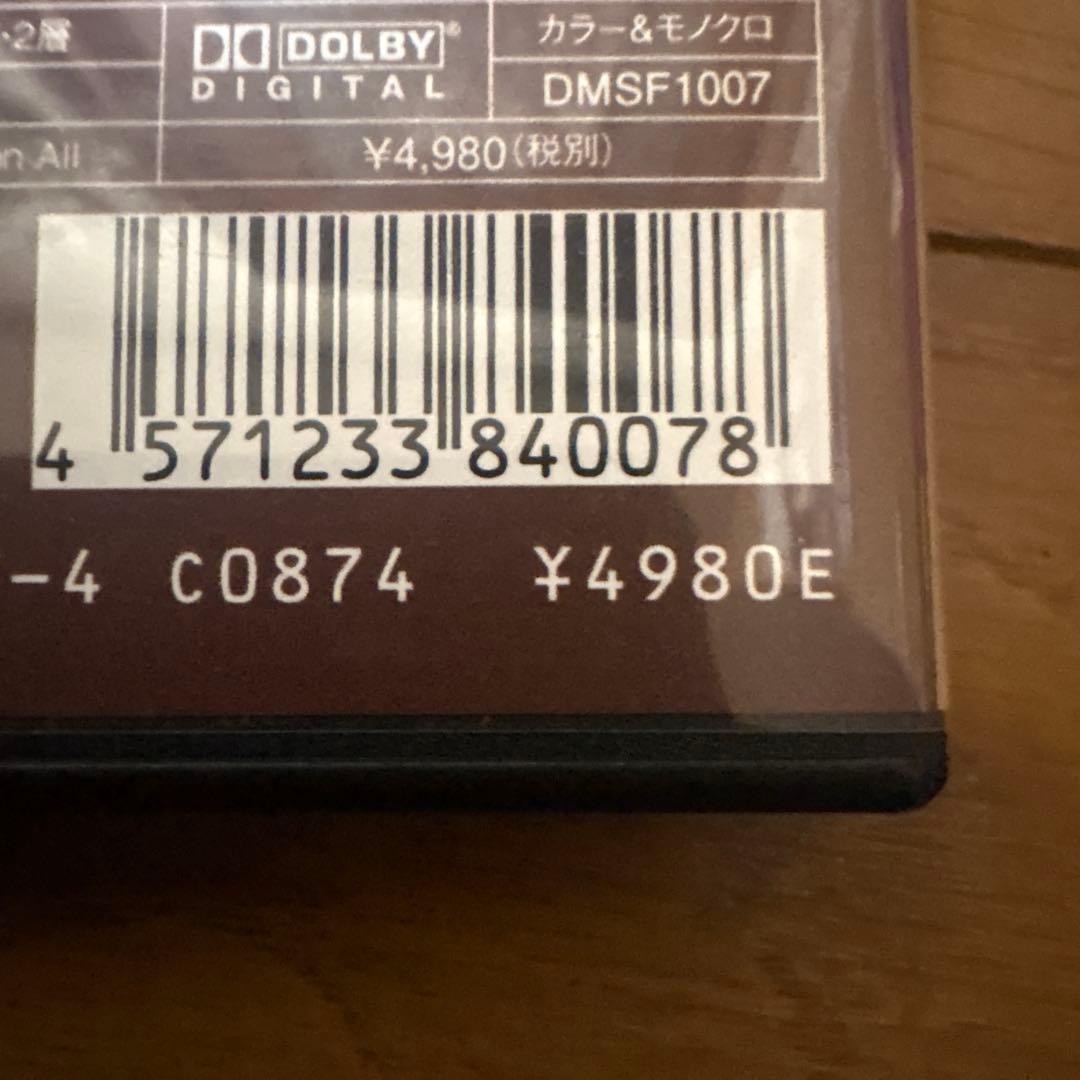 ・2層
DOLBY®
DIGITAL
カラー&モノクロ
DMSF1007
All
¥4,980(税別)
4 571233 840078
-4 C0874 ¥4980E